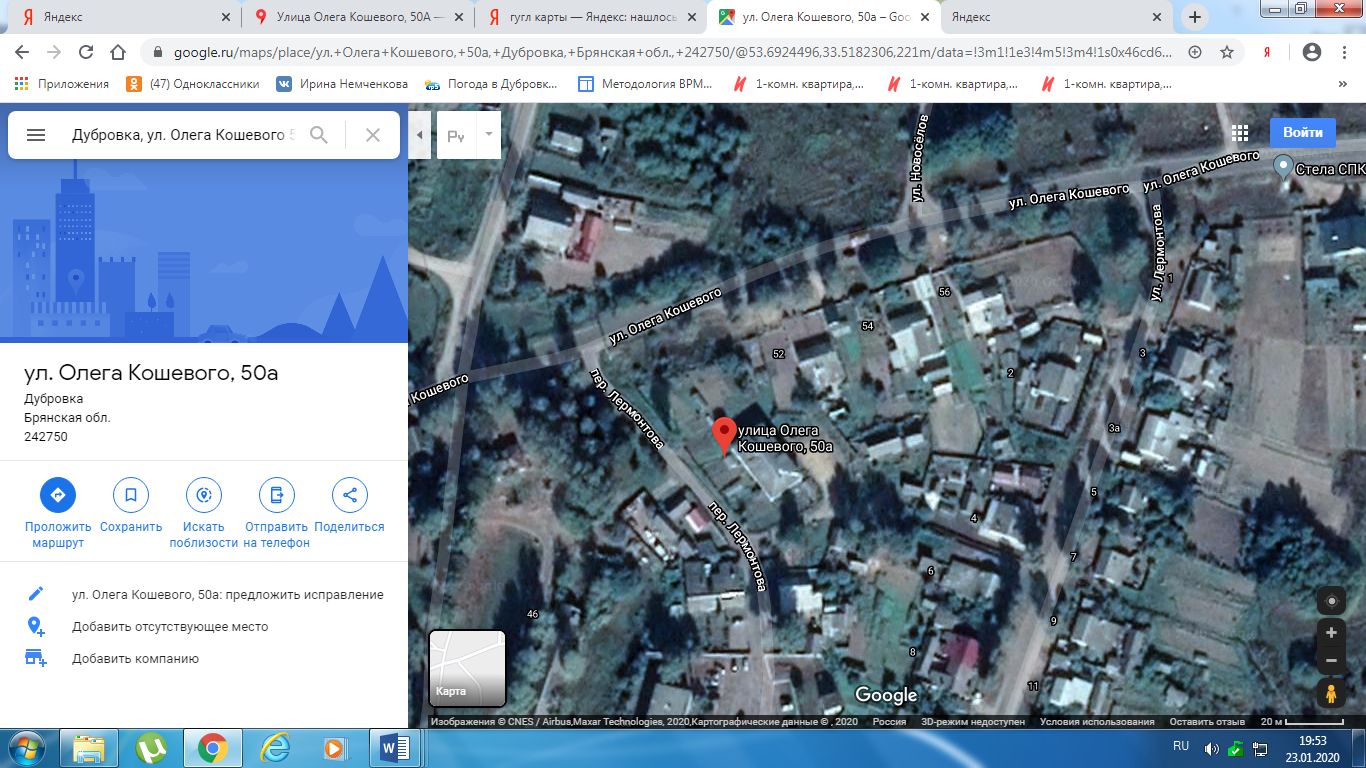 Яндекс
Улица Олега Кошевого, 50А —
гугл карты — Яндекс: нашлось
ул. Олега Кошевого, 50а – Goo
Яндекс
google.ru/maps/place/ул.+Олега+Кошевого,+50а,+Дубровка,+Брянская+обл.,+242750/@53.6924496,33.5182306,221m/data=!3m1!1e3!4m5!3m4!1s0x46cd6...
Приложения
(47) Одноклассники
Ирина Немченкова
Погода в Дубровк...
Методология ВРМ...
1-комн. квартира,...
1-комн. квартира,...
1-комн. квартира,...
Дубровка, ул. Олега Кошевого 5
Ру
Войти
ул. Олега Кошевого, 50а
Дубровка
Брянская обл.
242750
Проложить маршрут
Сохранить
Искать поблизости
Отправить на телефон
Поделиться
ул. Олега Кошевого, 50а: предложить исправление
Добавить отсутствующее место
Добавить компанию
Карта
ул. Новосёлов
ул. Олега Кошевого
ул. Олега Кошевого
Стела СПК
ул. Лермонтова
1
ул. Олега Кошевого
56
54
52
3
2
Кошевого
пер. Лермонтова
улица Олега
Кошевого, 50а
3а
5
4
пер. Лермонтова
7
6
46
9
8
11
Google
Изображения © CNES / Airbus,Maxar Technologies, 2020,Картографические данные © , 2020
Россия
3D-режим недоступен
Условия использования
Оставить отзыв
20 м
RU
19:53
23.01.2020